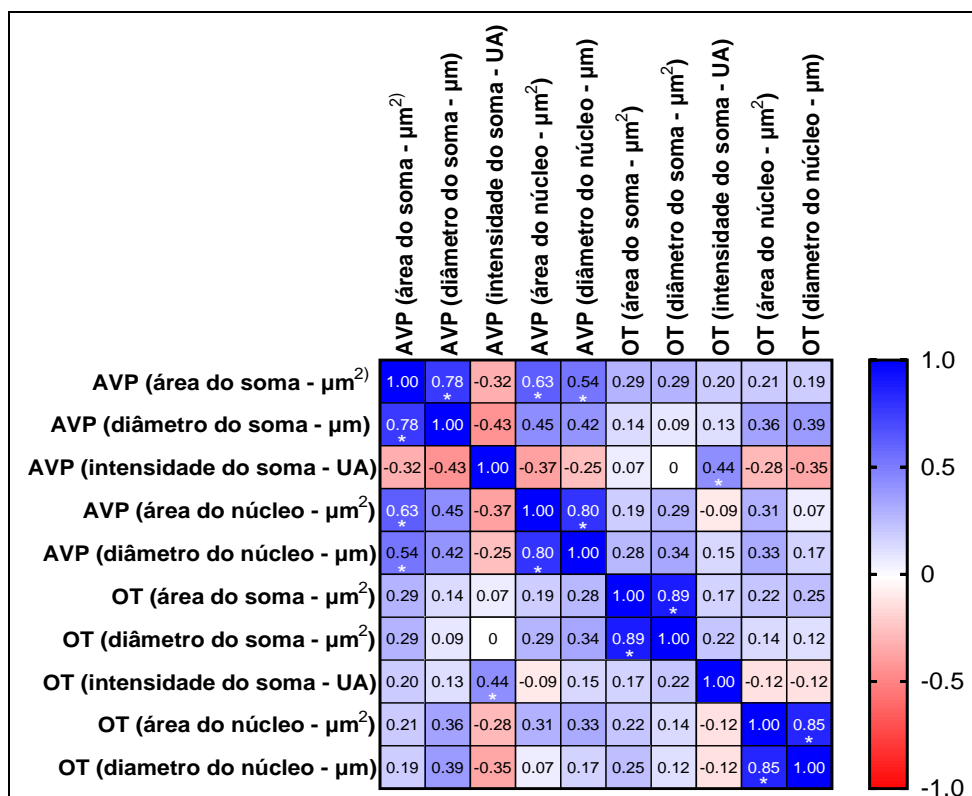 AVP (área do soma - µm²)
AVP (diâmetro do soma - µm)
AVP (intensidade do soma - UA)
AVP (área do núcleo - µm²)
AVP (diâmetro do núcleo - µm)
OT (área do soma - µm²)
OT (diâmetro do soma - µm²)
OT (intensidade do soma - UA)
OT (área do núcleo - µm²)
OT (diametro do núcleo - µm)
AVP (área do soma - µm²⁾ 1.00 0.78 * -0.32 0.63 * 0.54 * 0.29 0.29 0.20 0.21 0.19
AVP (diâmetro do soma - µm) 0.78 * 1.00 -0.43 0.45 0.42 0.14 0.09 0.13 0.36 0.39
AVP (intensidade do soma - UA) -0.32 -0.43 1.00 -0.37 -0.25 0.07 0 0.44 * -0.28 -0.35
AVP (área do núcleo - µm²) 0.63 * 0.45 -0.37 1.00 0.80 * 0.19 0.29 -0.09 0.31 0.07
AVP (diâmetro do núcleo - µm) 0.54 * 0.42 -0.25 0.80 * 1.00 0.28 0.34 0.15 0.33 0.17
OT (área do soma - µm²) 0.29 0.14 0.07 0.19 0.28 1.00 0.89 * 0.17 0.22 0.25
OT (diâmetro do soma - µm²) 0.29 0.09 0 0.29 0.34 0.89 * 1.00 0.22 0.14 0.12
OT (intensidade do soma - UA) 0.20 0.13 0.44 * -0.09 0.15 0.17 0.22 1.00 -0.12 -0.12
OT (área do núcleo - µm²) 0.21 0.36 -0.28 0.31 0.33 0.22 0.14 -0.12 1.00 0.85 *
OT (diametro do núcleo - µm) 0.19 0.39 -0.35 0.07 0.17 0.25 0.12 -0.12 0.85 * 1.00
1.0
0.5
0
-0.5
-1.0